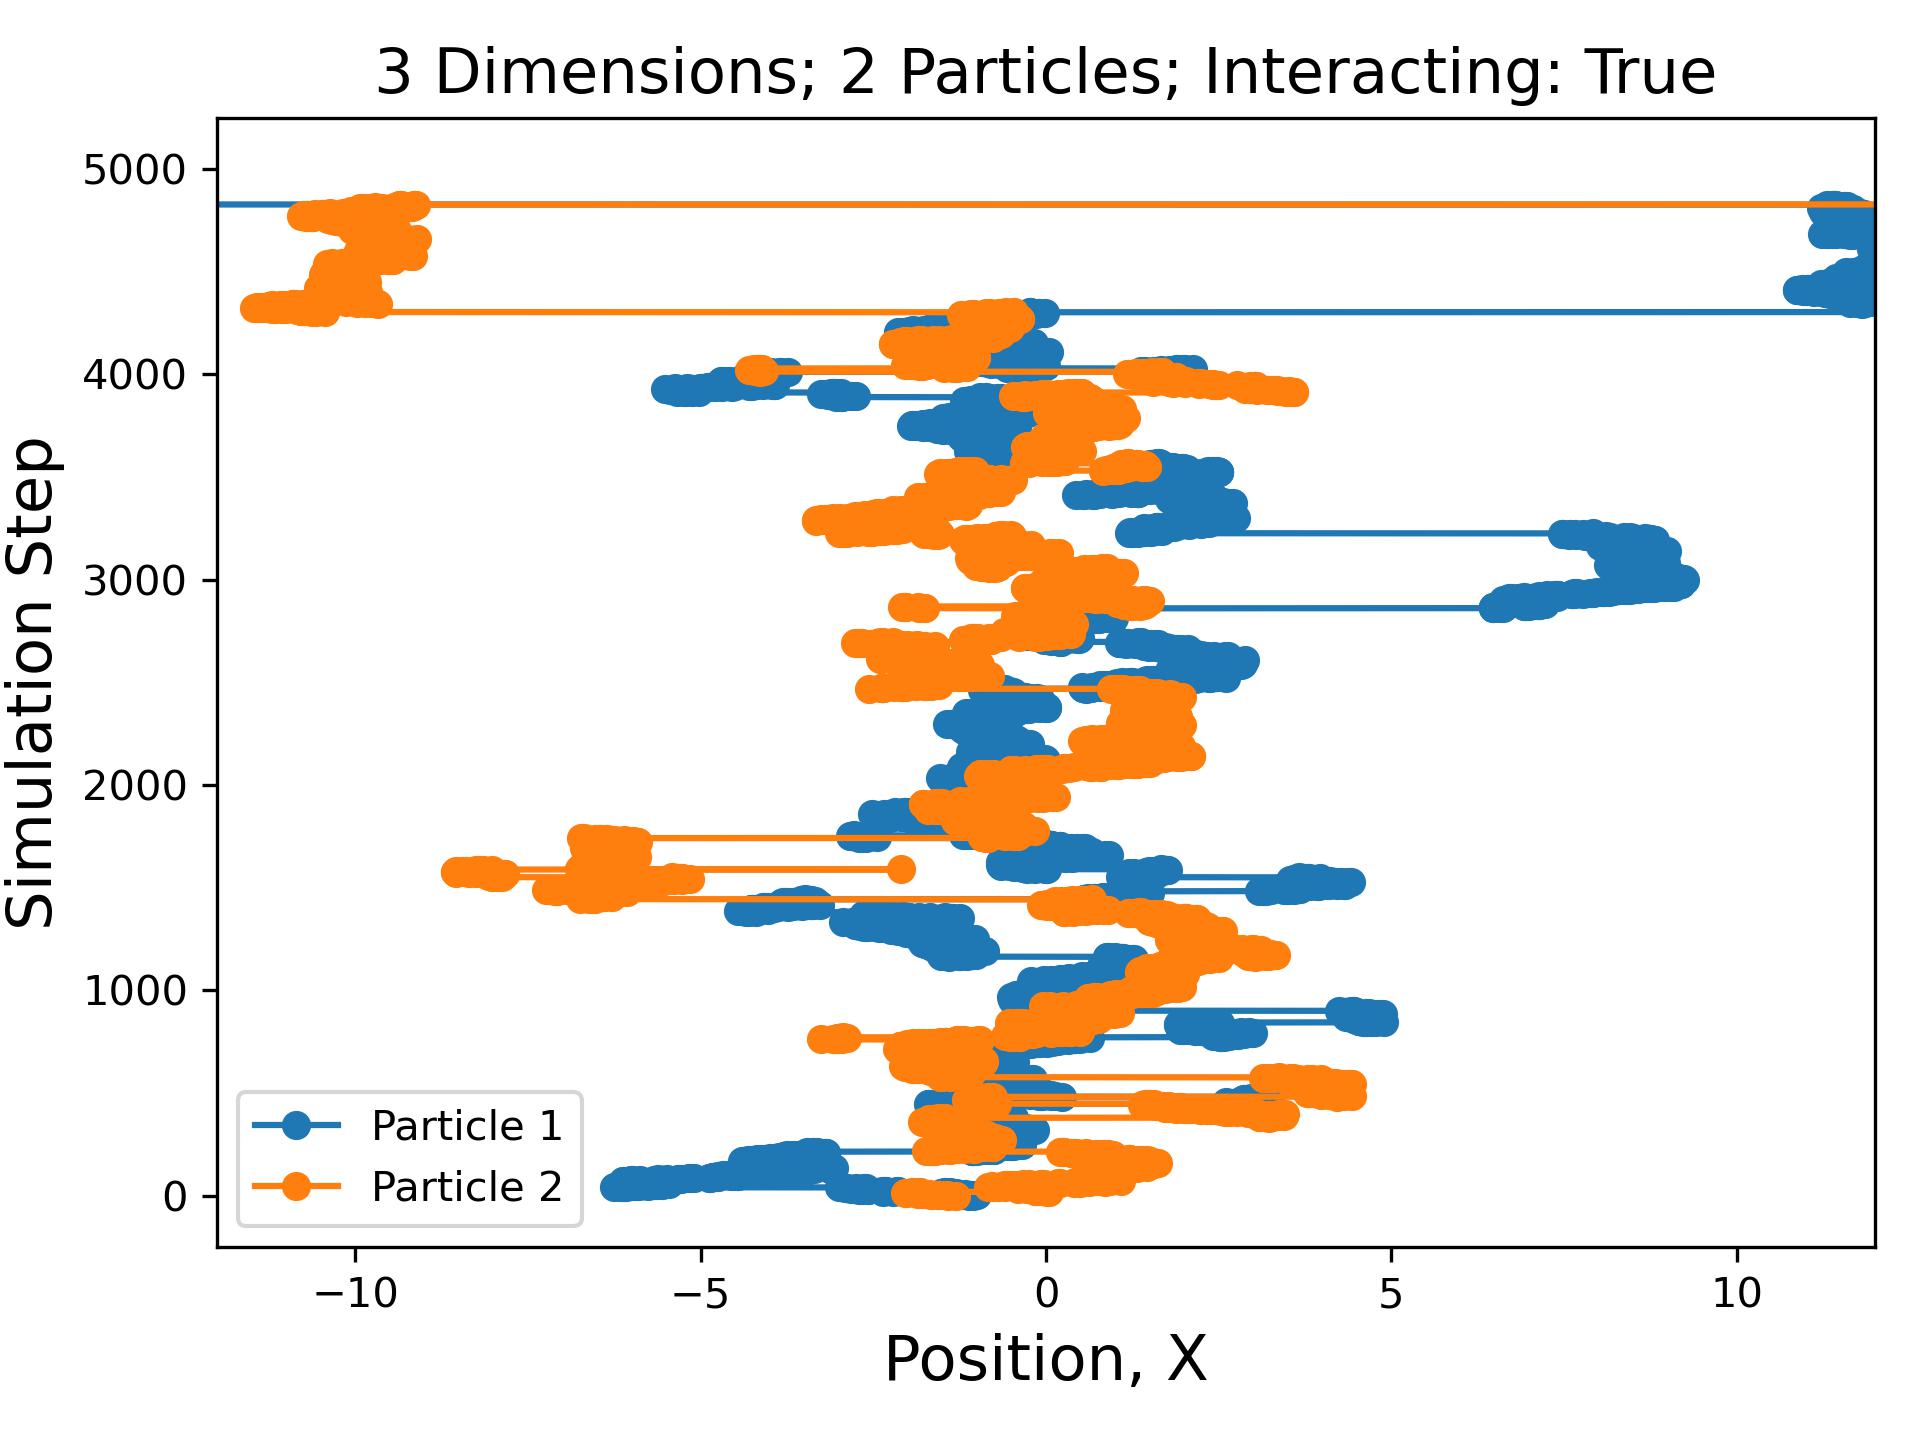 3 Dimensions; 2 Particles; Interacting: True
Simulation Step
5000
4000
3000
2000
1000
0
Particle 1
Particle 2
−10
−5
0
5
10
Position, X